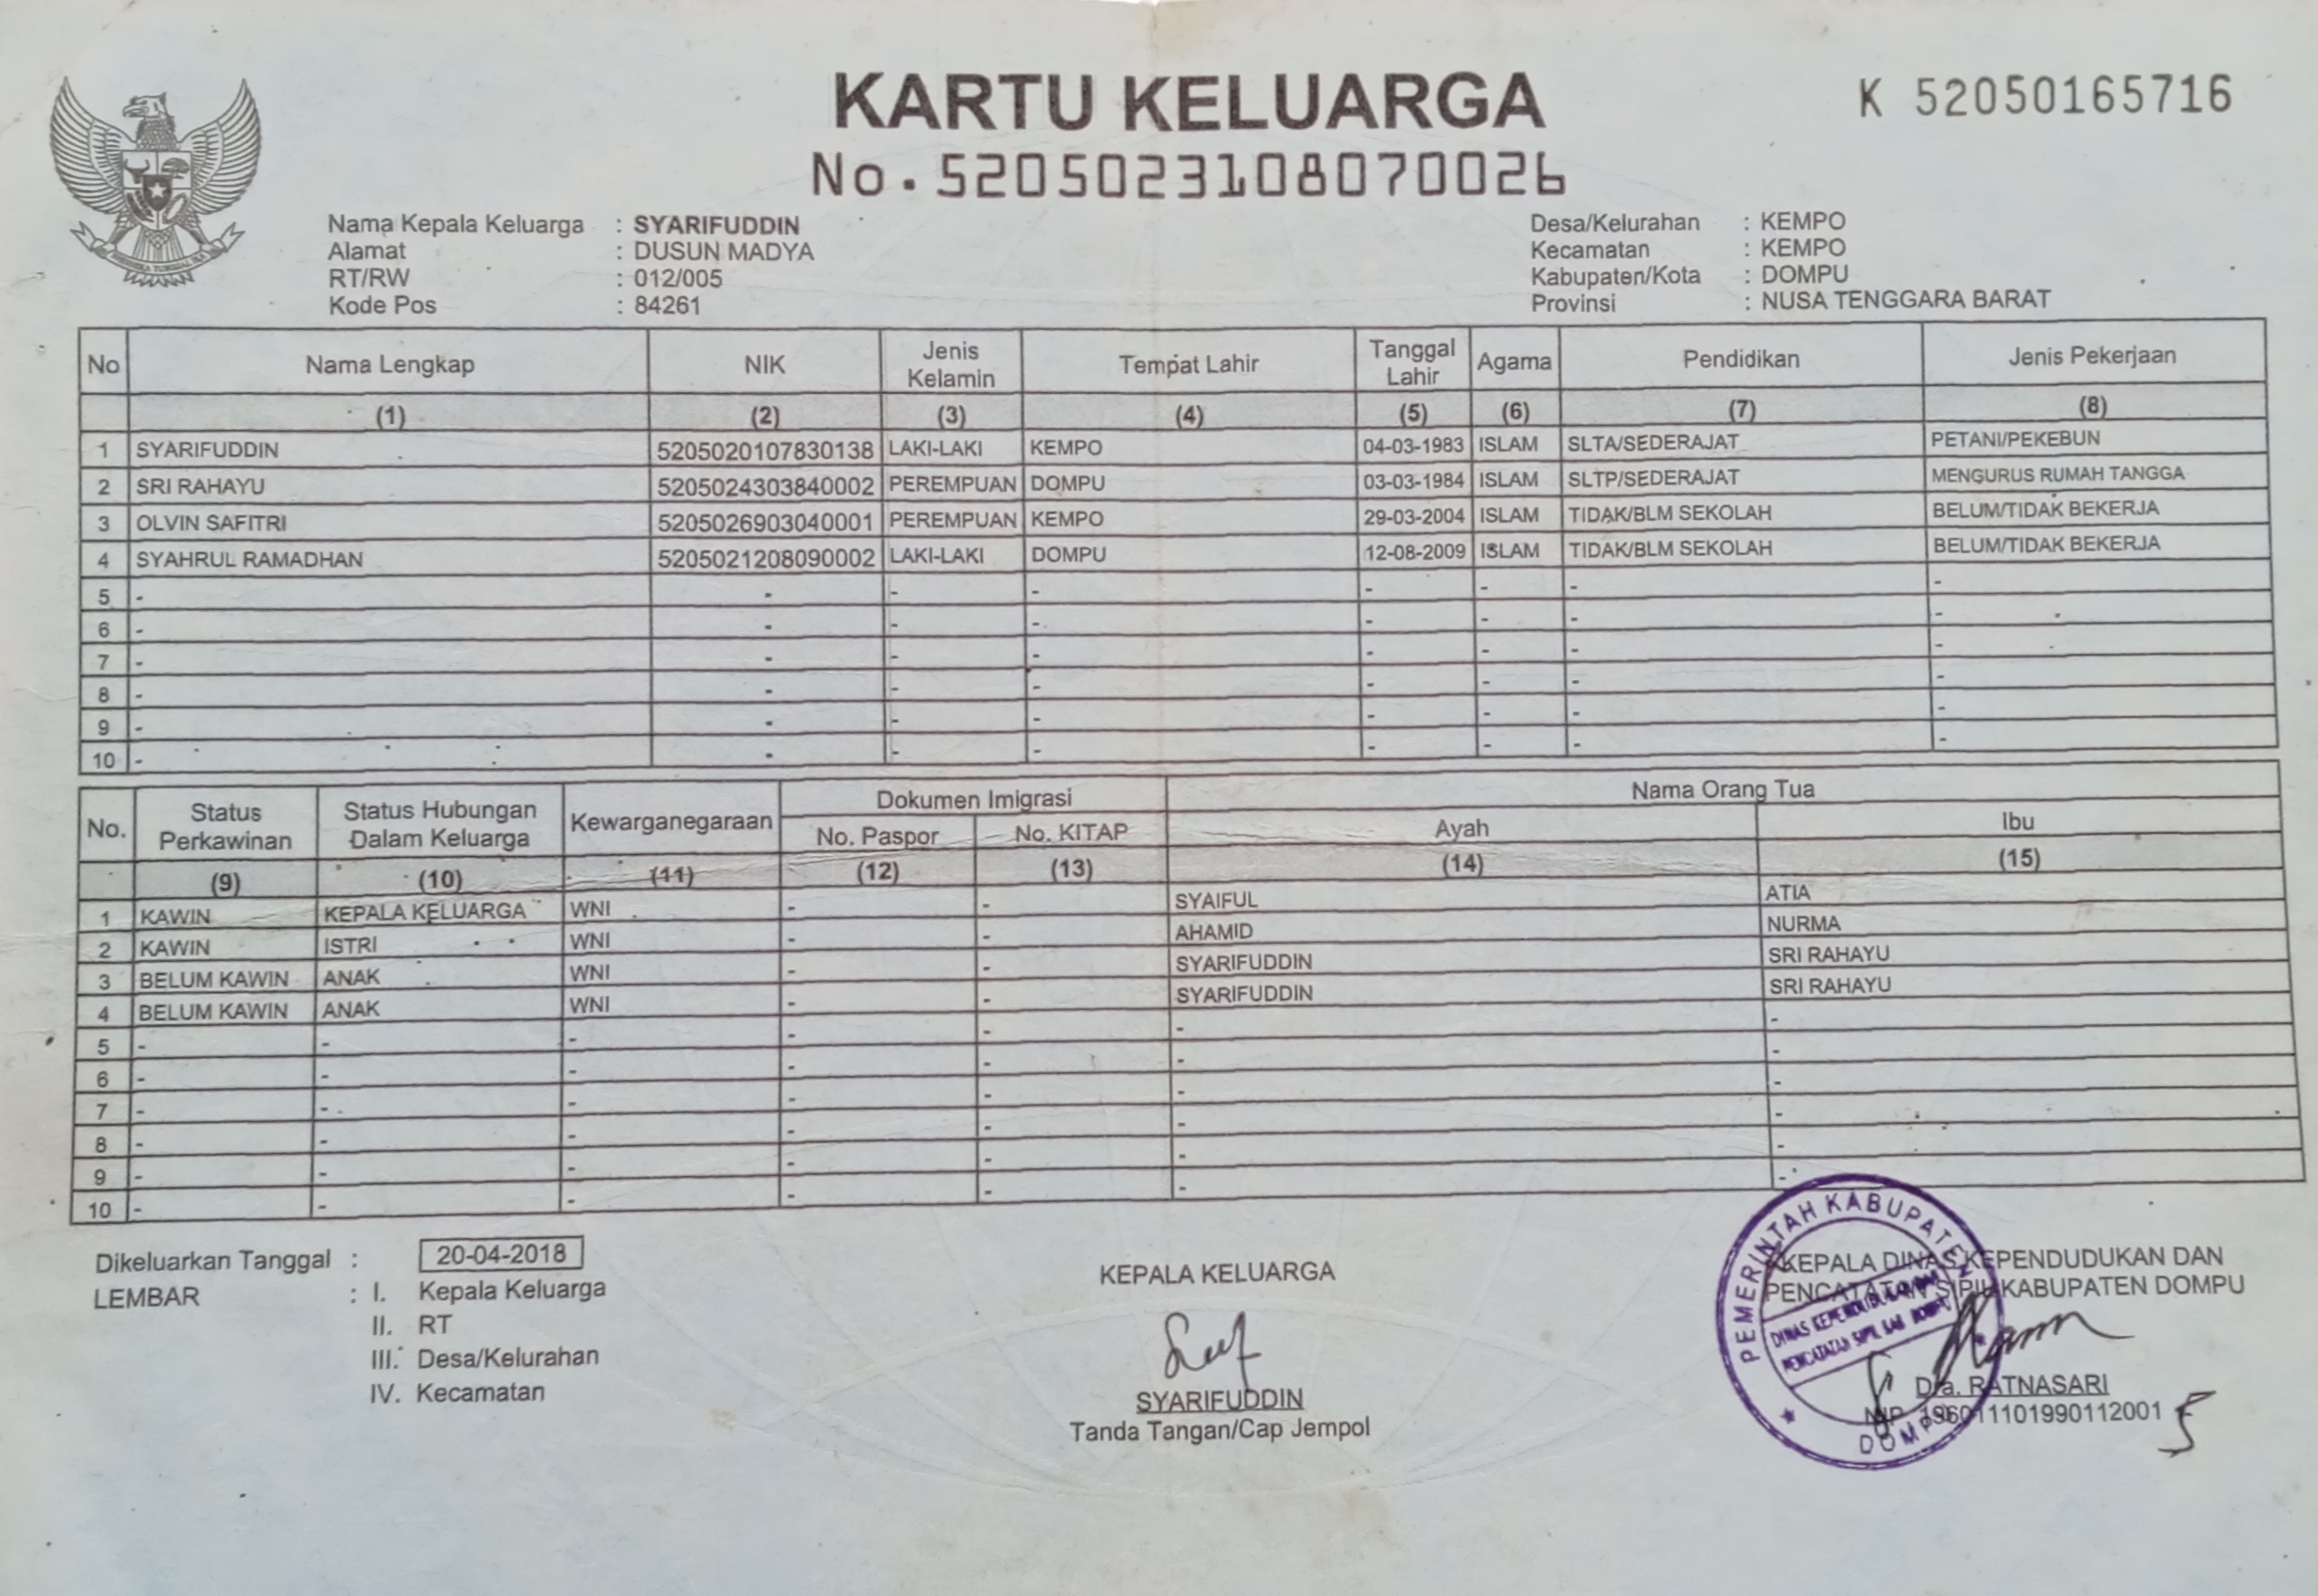 KARTU KELUARGA
No. 5205023108070026
K 52050165716
Nama Kepala Keluarga : SYARIFUDDIN
Alamat : DUSUN MADYA
RT/RW : 012/005
Kode Pos : 84261
Desa/Kelurahan : KEMPO
Kecamatan : KEMPO
Kabupaten/Kota : DOMPU
Provinsi : NUSA TENGGARA BARAT
No Nama Lengkap NIK Jenis Kelamin Tempat Lahir Tanggal Lahir Agama Pendidikan Jenis Pekerjaan
(1) (2) (3) (4) (5) (6) (7) (8)
1 SYARIFUDDIN 5205020107830138 LAKI-LAKI KEMPO 04-03-1983 ISLAM SLTA/SEDERAJAT PETANI/PEKEBUN
2 SRI RAHAYU 5205024303840002 PEREMPUAN DOMPU 03-03-1984 ISLAM SLTP/SEDERAJAT MENGURUS RUMAH TANGGA
3 OLVIN SAFITRI 5205026903040001 PEREMPUAN KEMPO 29-03-2004 ISLAM TIDAK/BLM SEKOLAH BELUM/TIDAK BEKERJA
4 SYAHRUL RAMADHAN 5205021208090002 LAKI-LAKI DOMPU 12-08-2009 ISLAM TIDAK/BLM SEKOLAH BELUM/TIDAK BEKERJA
5 - - - - - - - -
6 - - - - - - - -
7 - - - - - - - -
8 - - - - - - - -
9 - - - - - - - -
10 - - - - - - - -
No. Status Perkawinan Status Hubungan Dalam Keluarga Kewarganegaraan Dokumen Imigrasi Nama Orang Tua
No. Paspor No. KITAP Ayah Ibu
(9) (10) (11) (12) (13) (14) (15)
1 KAWIN KEPALA KELUARGA WNI - - SYAIFUL ATIA
2 KAWIN ISTRI WNI - - AHAMID NURMA
3 BELUM KAWIN ANAK WNI - - SYARIFUDDIN SRI RAHAYU
4 BELUM KAWIN ANAK WNI - - SYARIFUDDIN SRI RAHAYU
5 - - - - - - -
6 - - - - - - -
7 - - - - - - -
8 - - - - - - -
9 - - - - - - -
10 - - - - - - -
Dikeluarkan Tanggal : 20-04-2018
LEMBAR : I. Kepala Keluarga
II. RT
III. Desa/Kelurahan
IV. Kecamatan
KEPALA KELUARGA
SYARIFUDDIN
Tanda Tangan/Cap Jempol
KEPALA DINAS KEPENDUDUKAN DAN
PENCATATAN SIPIL KABUPATEN DOMPU
Dra. RATNASARI
NIP. 196011101990112001
PEMERINTAH KABUPATEN
DOMPU